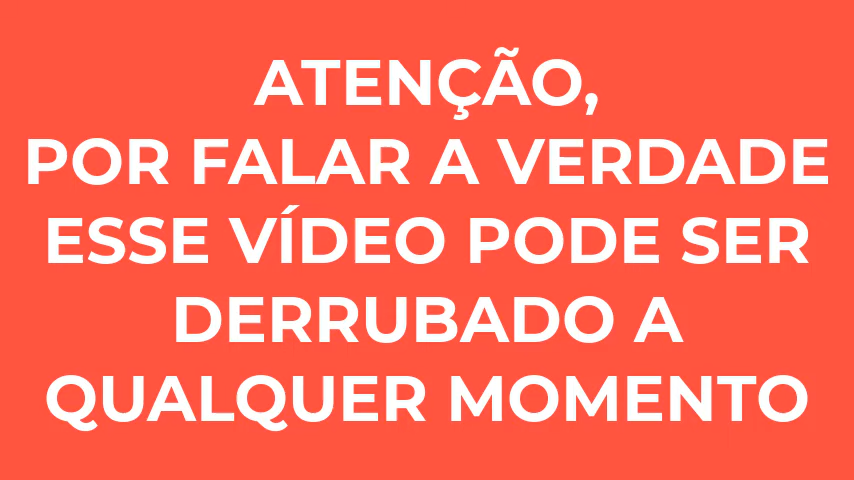 ATENÇÃO,
POR FALAR A VERDADE
ESSE VÍDEO PODE SER
DERRUBADO A
QUALQUER MOMENTO